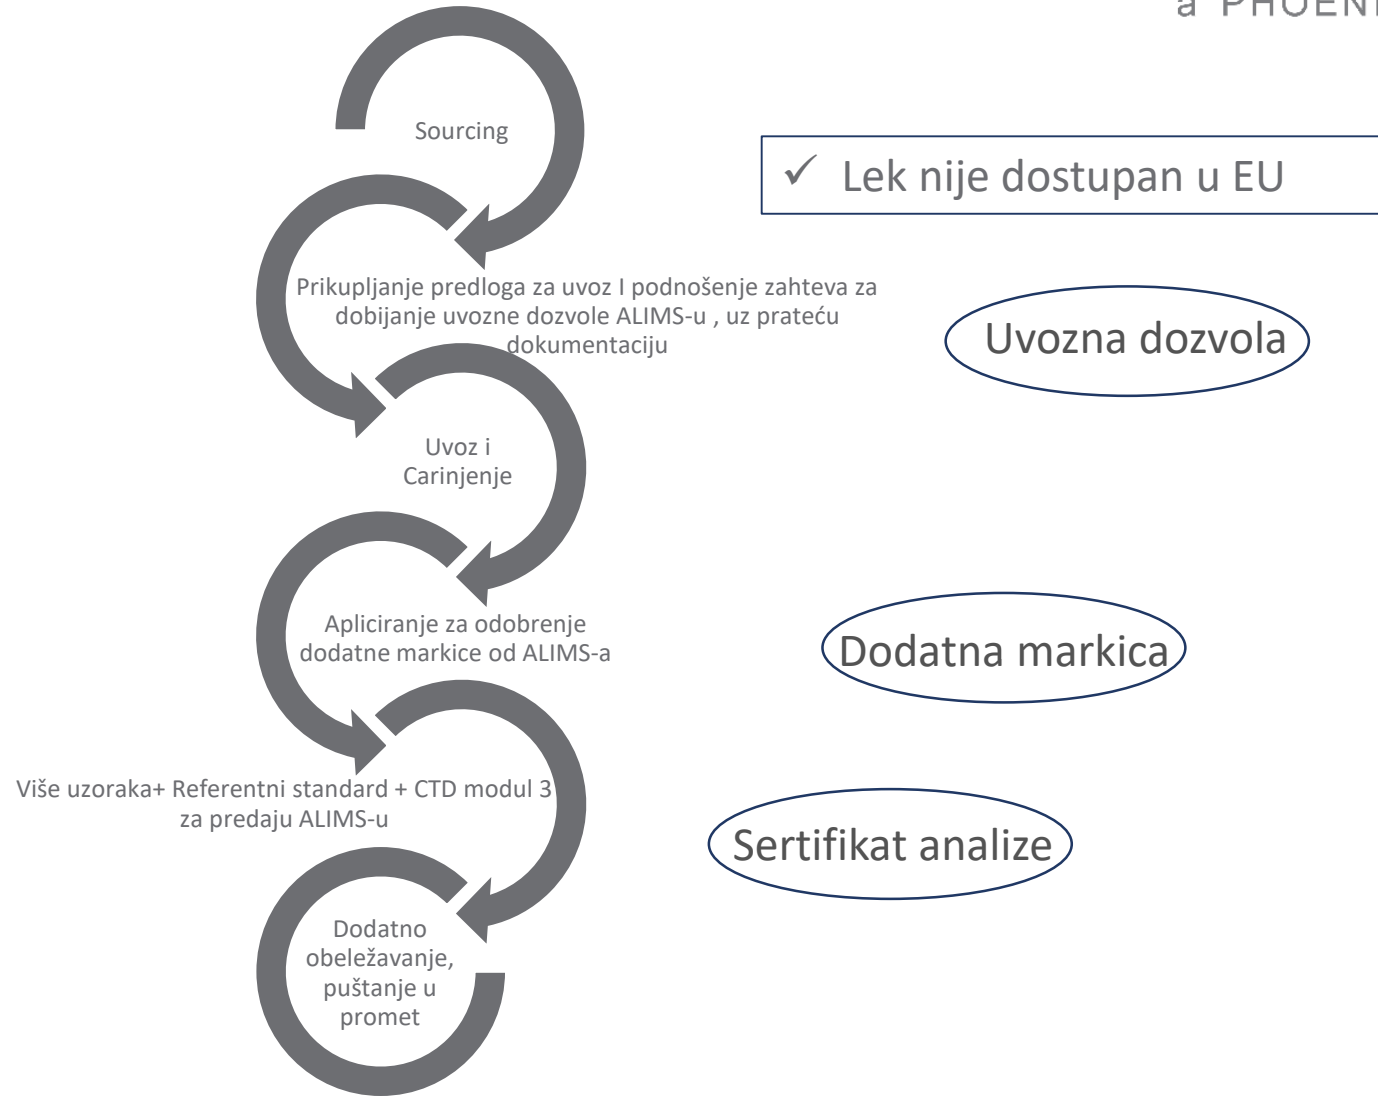 a PHOEN
Sourcing
✓ Lek nije dostupan u EU
Prikupljanje predloga za uvoz I podnošenje zahteva za
dobijanje uvozne dozvole ALIMS-u , uz prateću
dokumentaciju
Uvozna dozvola
Uvoz i
Carinjenje
Apliciranje za odobrenje
dodatne markice od ALIMS-a
Dodatna markica
Više uzoraka+ Referentni standard + CTD modul 3
za predaju ALIMS-u
Sertifikat analize
Dodatno
obeležavanje,
puštanje u
promet